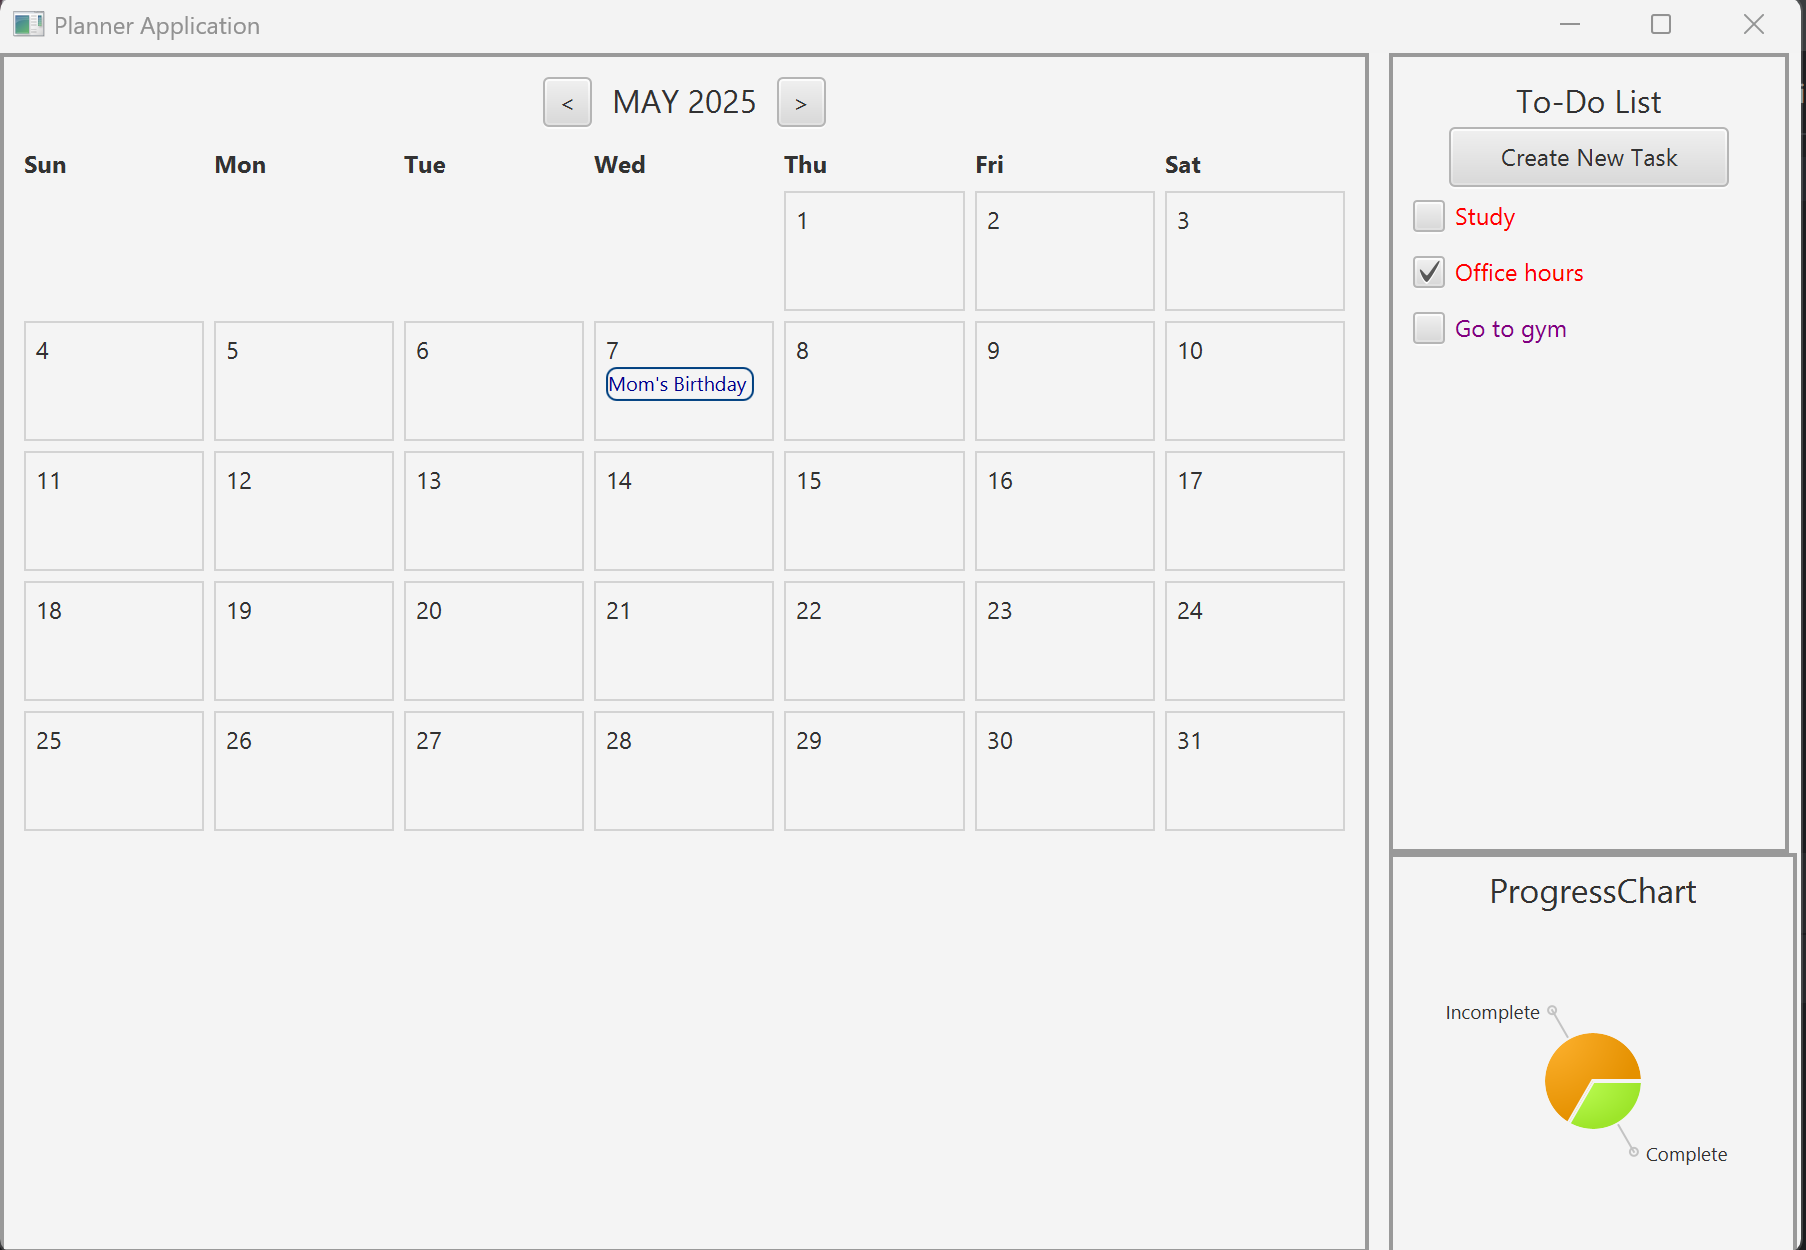 Planner Application
< MAY 2025 >
Sun Mon Tue Wed Thu Fri Sat
1 2 3
4 5 6 7 8 9 10
Mom's Birthday
11 12 13 14 15 16 17
18 19 20 21 22 23 24
25 26 27 28 29 30 31
To-Do List
Create New Task
Study
Office hours
Go to gym
ProgressChart
Incomplete
Complete